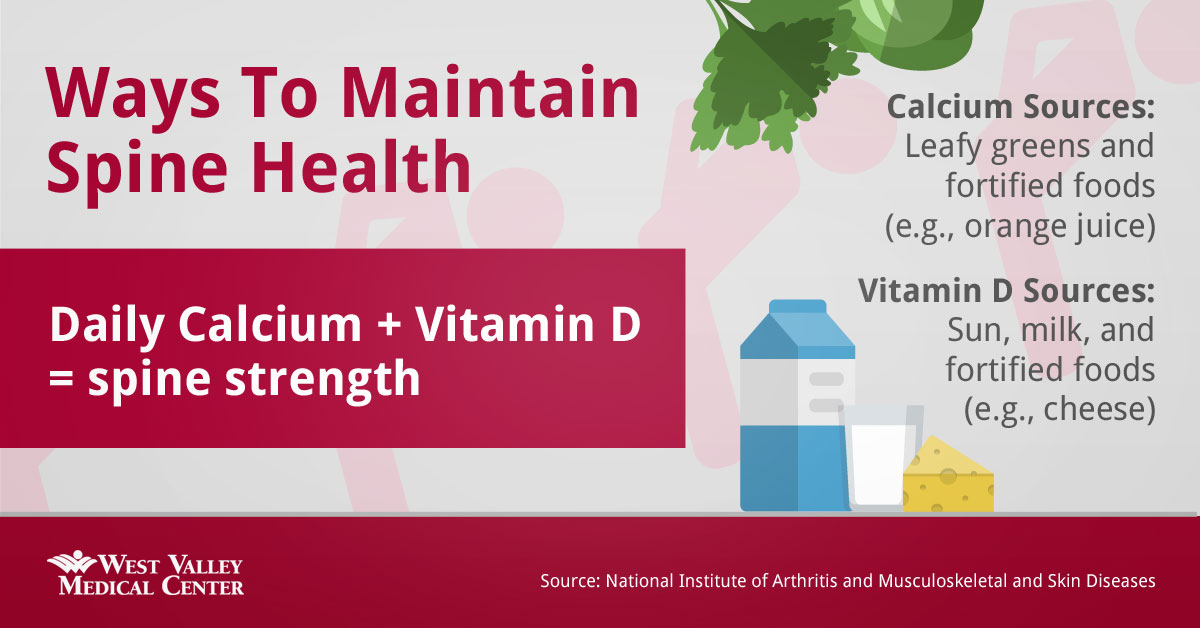 Ways To Maintain
Spine Health
Daily Calcium + Vitamin D
= spine strength
Calcium Sources:
Leafy greens and
fortified foods
(e.g., orange juice)
Vitamin D Sources:
Sun, milk, and
fortified foods
(e.g., cheese)
West Valley
Medical Center
Source: National Institute of Arthritis and Musculoskeletal and Skin Diseases